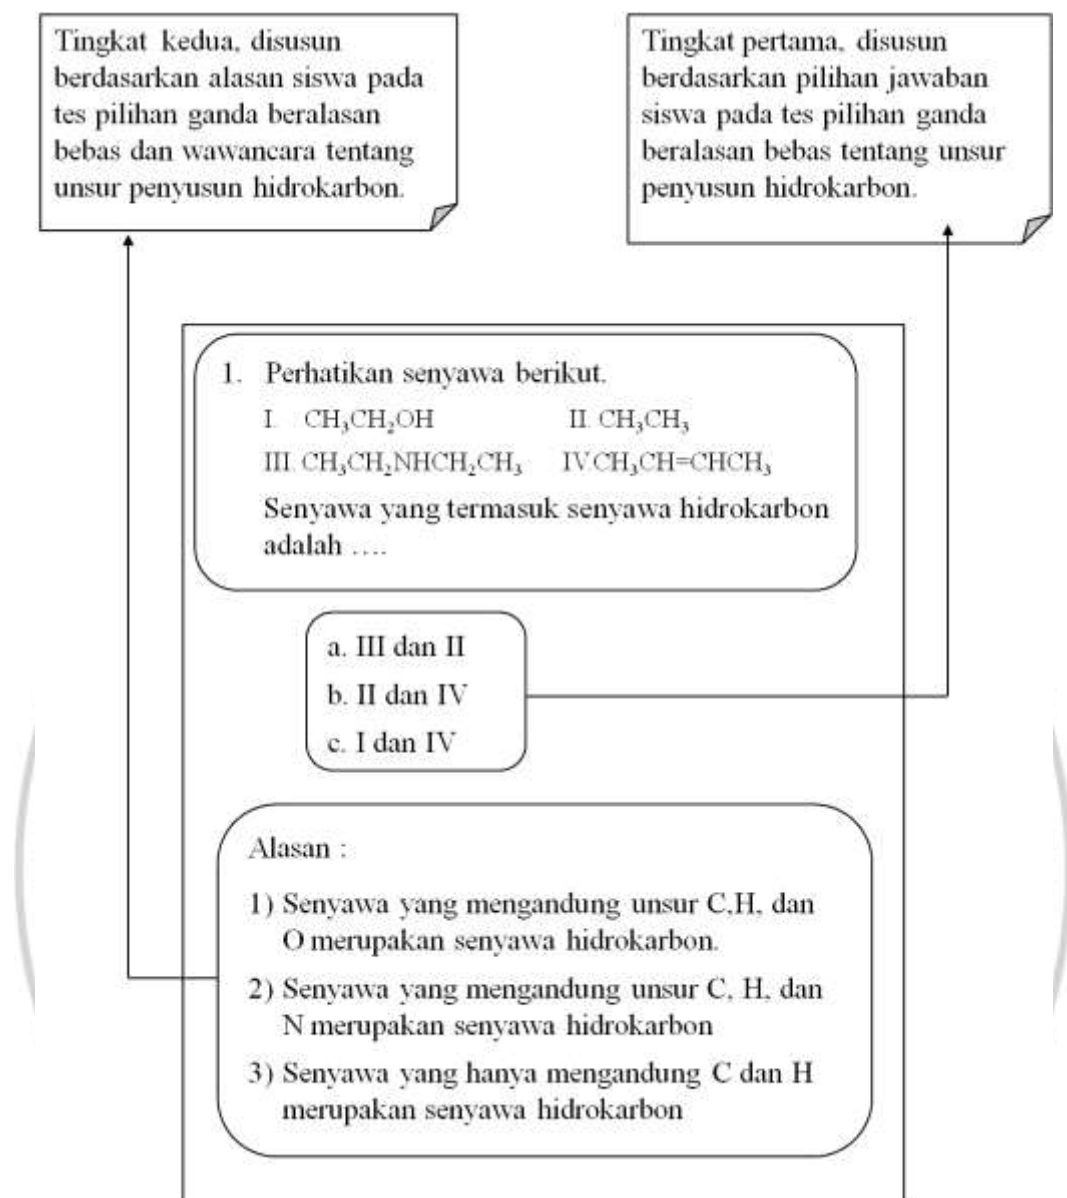 Tingkat kedua, disusun
berdasarkan alasan siswa pada
tes pilihan ganda beralasan
bebas dan wawancara tentang
unsur penyusun hidrokarbon.
Tingkat pertama, disusun
berdasarkan pilihan jawaban
siswa pada tes pilihan ganda
beralasan bebas tentang unsur
penyusun hidrokarbon.
1. Perhatikan senyawa berikut.
I. CH₃CH₂OH II. CH₃CH₃
III. CH₃CH₂NHCH₂CH₃ IV.CH₃CH=CHCH₃
Senyawa yang termasuk senyawa hidrokarbon
adalah ….
a. III dan II
b. II dan IV
c. I dan IV
Alasan :
1) Senyawa yang mengandung unsur C,H, dan
O merupakan senyawa hidrokarbon.
2) Senyawa yang mengandung unsur C, H, dan
N merupakan senyawa hidrokarbon
3) Senyawa yang hanya mengandung C dan H
merupakan senyawa hidrokarbon